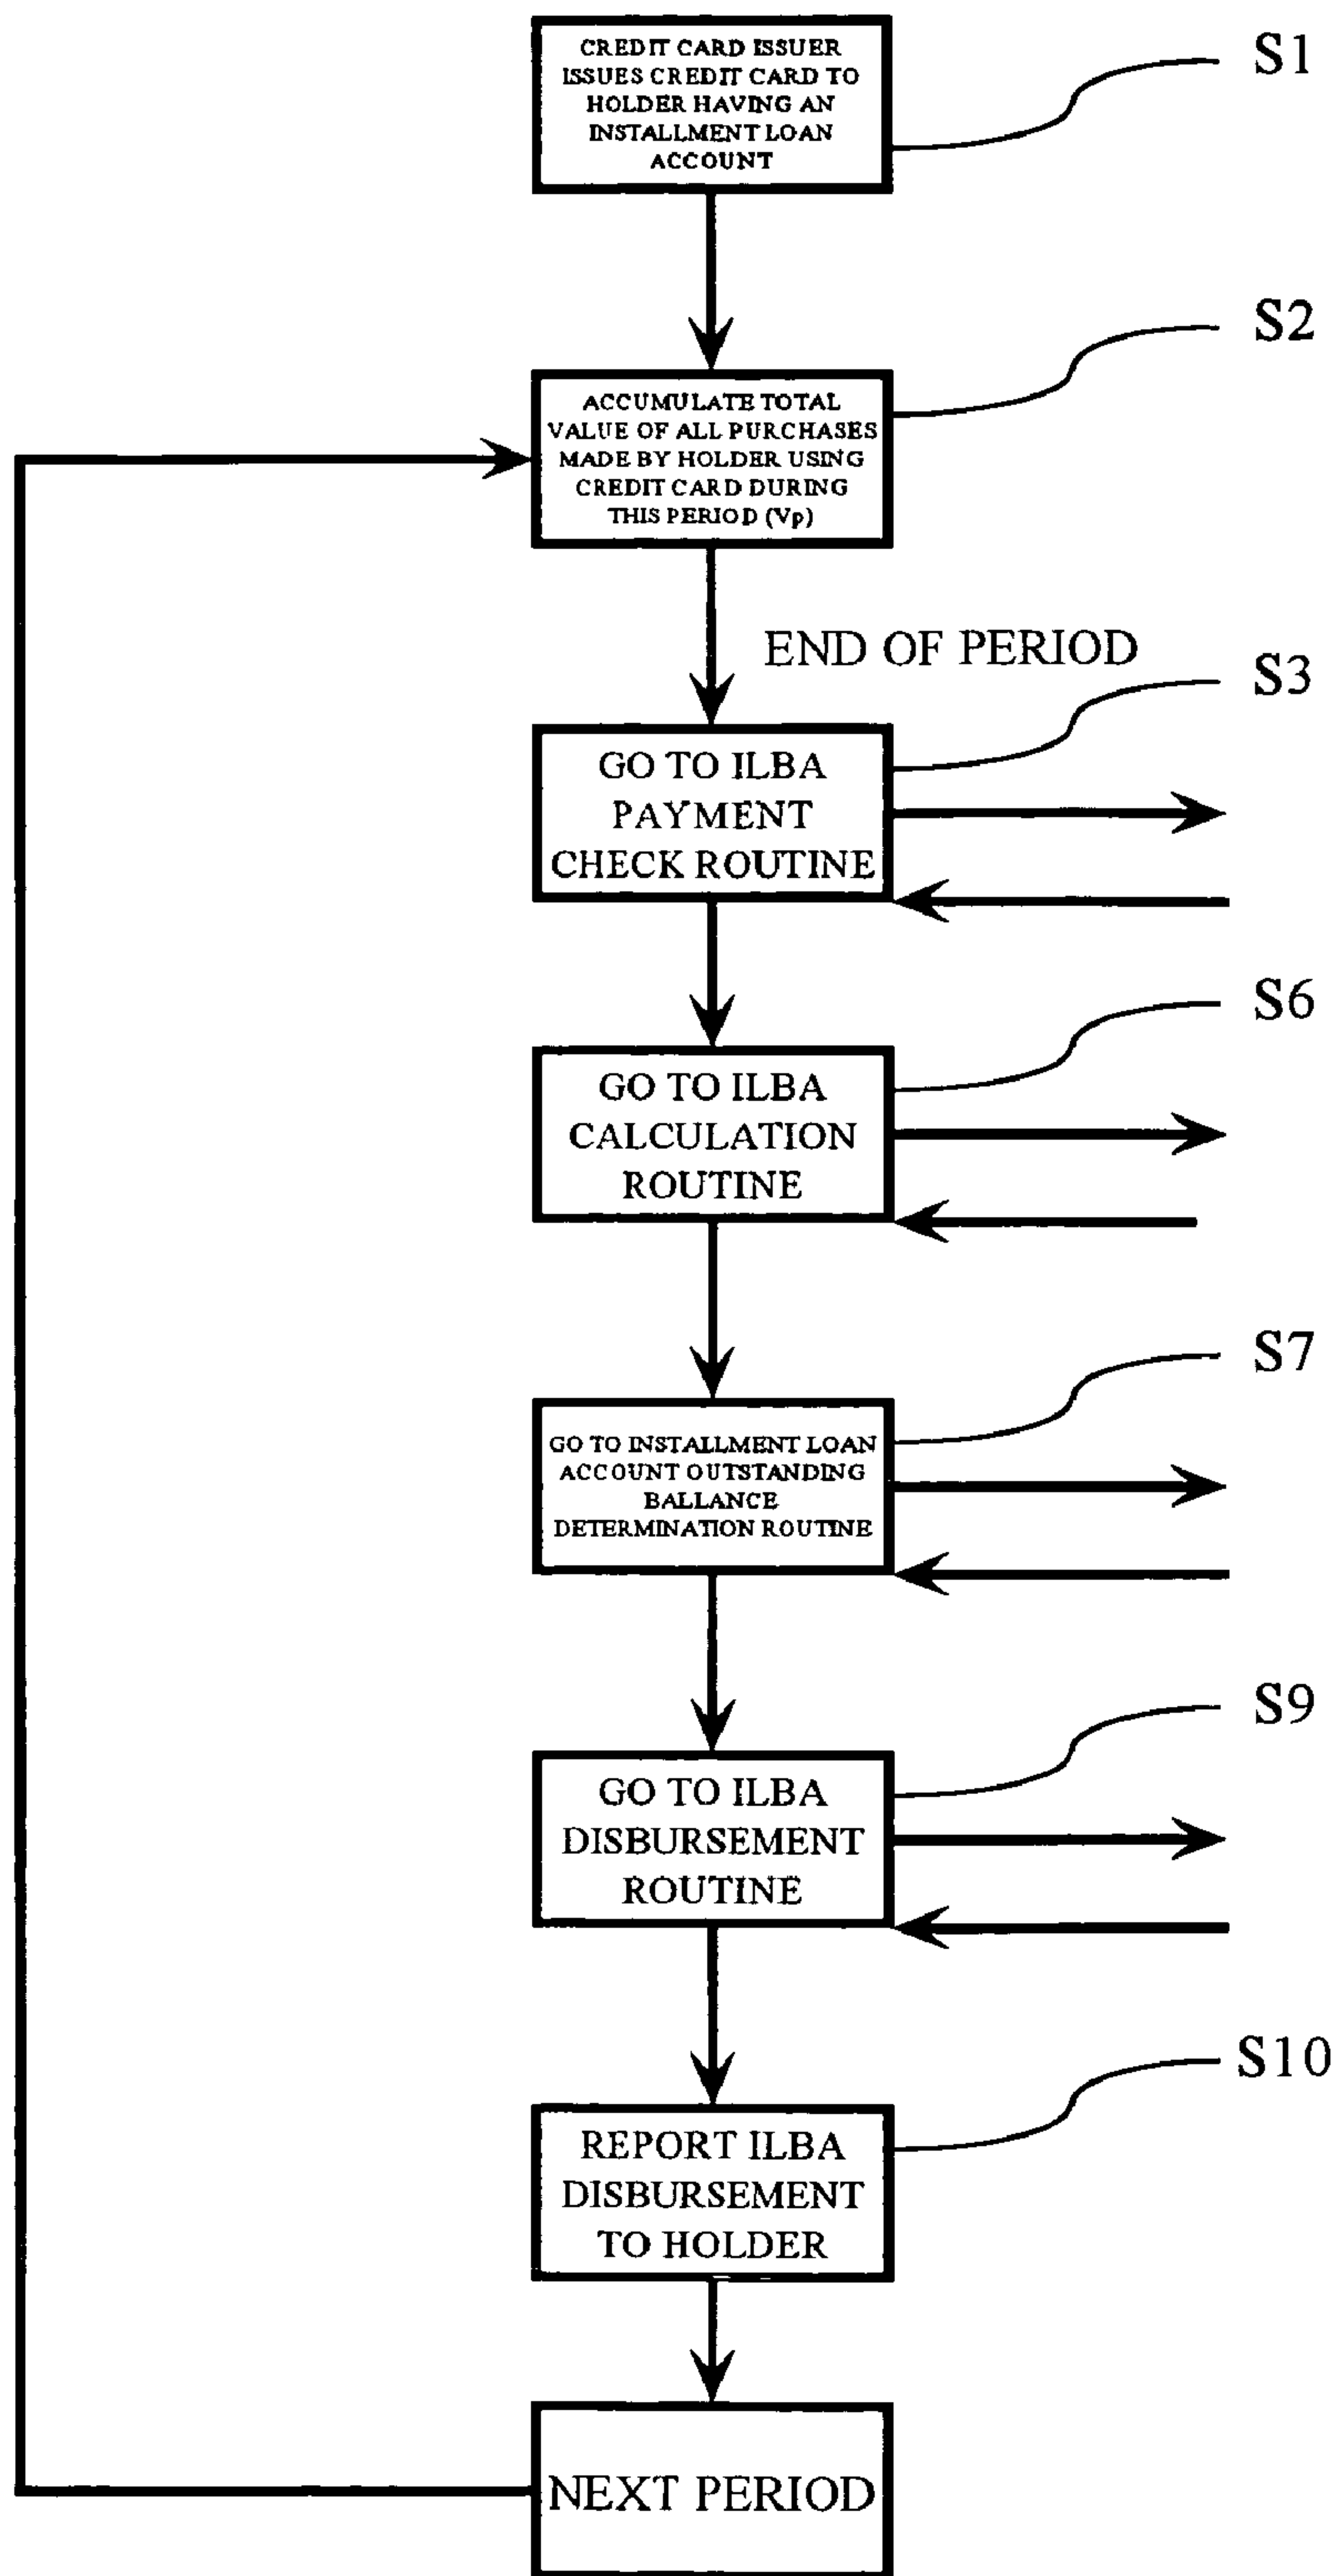 CREDIT CARD ISSUER
ISSUES CREDIT CARD TO
HOLDER HAVING AN
INSTALLMENT LOAN
ACCOUNT
S1
ACCUMULATE TOTAL
VALUE OF ALL PURCHASES
MADE BY HOLDER USING
CREDIT CARD DURING
THIS PERIOD (Vp)
S2
END OF PERIOD
GO TO ILBA
PAYMENT
CHECK ROUTINE
S3
GO TO ILBA
CALCULATION
ROUTINE
S6
GO TO INSTALLMENT LOAN
ACCOUNT OUTSTANDING
BALLANCE
DETERMINATION ROUTINE
S7
GO TO ILBA
DISBURSEMENT
ROUTINE
S9
REPORT ILBA
DISBURSEMENT
TO HOLDER
S10
NEXT PERIOD